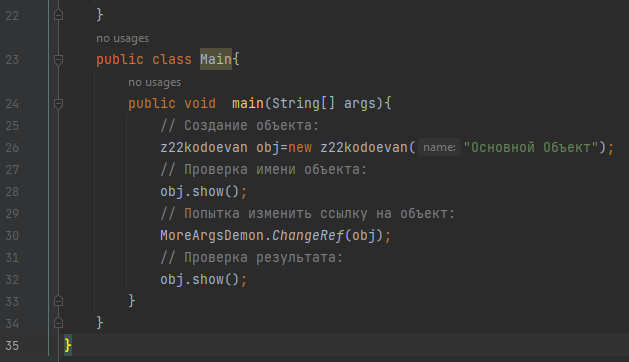 22 }
no usages
23 public class Main{
no usages
24 public void  main(String[] args){
25 // Создание объекта:
26 z22kodoevan obj=new z22kodoevan( name: "Основной Объект");
27 // Проверка имени объекта:
28 obj.show();
29 // Попытка изменить ссылку на объект:
30 MoreArgsDemon.ChangeRef(obj);
31 // Проверка результата:
32 obj.show();
33 }
34 }
35 }